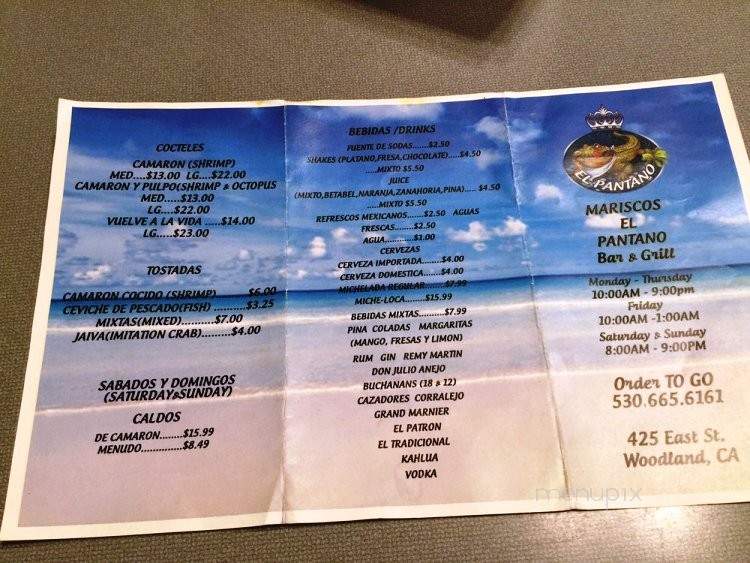 COCTELES
CAMARON (SHRIMP)
MED....$13.00 LG....$22.00
CAMARON Y PULPO(SHRIMP & OCTOPUS
MED.....$13.00
LG....$22.00
VUELVE A LA VIDA .....$14.00
LG....$23.00
TOSTADAS
CAMARON COCIDO (SHRIMP) ........$6.00
CEVICHE DE PESCADO(FISH) ..........$3.25
MIXTAS(MIXED)..........$7.00
JAIVA(IMITATION CRAB).........$4.00
SABADOS Y DOMINGOS
(SATURDAY&SUNDAY)
CALDOS
DE CAMARON........$15.99
MENUDO..............$8.49
BEBIDAS /DRINKS
FUENTE DE SODAS......$2.50
SHAKES (PLATANO,FRESA,CHOCOLATE).....$4.50
.....MIXTO $5.50
JUICE
(MIXTO,BETABEL,NARANJA,ZANAHORIA,PINA)..... $4.50
.....MIXTO $5.50
REFRESCOS MEXICANOS.......$2.50 AGUAS
FRESCAS.......$2.50
AGUA........$1.00
CERVEZAS
CERVEZA IMPORTADA......$4.00
CERVEZA DOMESTICA.....$4.00
MICHELADA REGULAR.......$7.99
MICHE-LOCA......$15.99
BEBIDAS MIXTAS.......$7.99
PINA COLADAS MARGARITAS
(MANGO, FRESAS Y LIMON)
RUM GIN REMY MARTIN
DON JULIO ANEJO
BUCHANANS (18 & 12)
CAZADORES CORRALEJO
GRAND MARNIER
EL PATRON
EL TRADICIONAL
KAHLUA
VODKA
EL PANTANO
MARISCOS
EL
PANTANO
Bar & Grill
Monday - Thursday
10:00AM - 9:00pm
Friday
10:00AM -1:00AM
Saturday & Sunday
8:00AM - 9:00PM
Order TO GO
530.665.6161
425 East St.
Woodland, CA
menupix